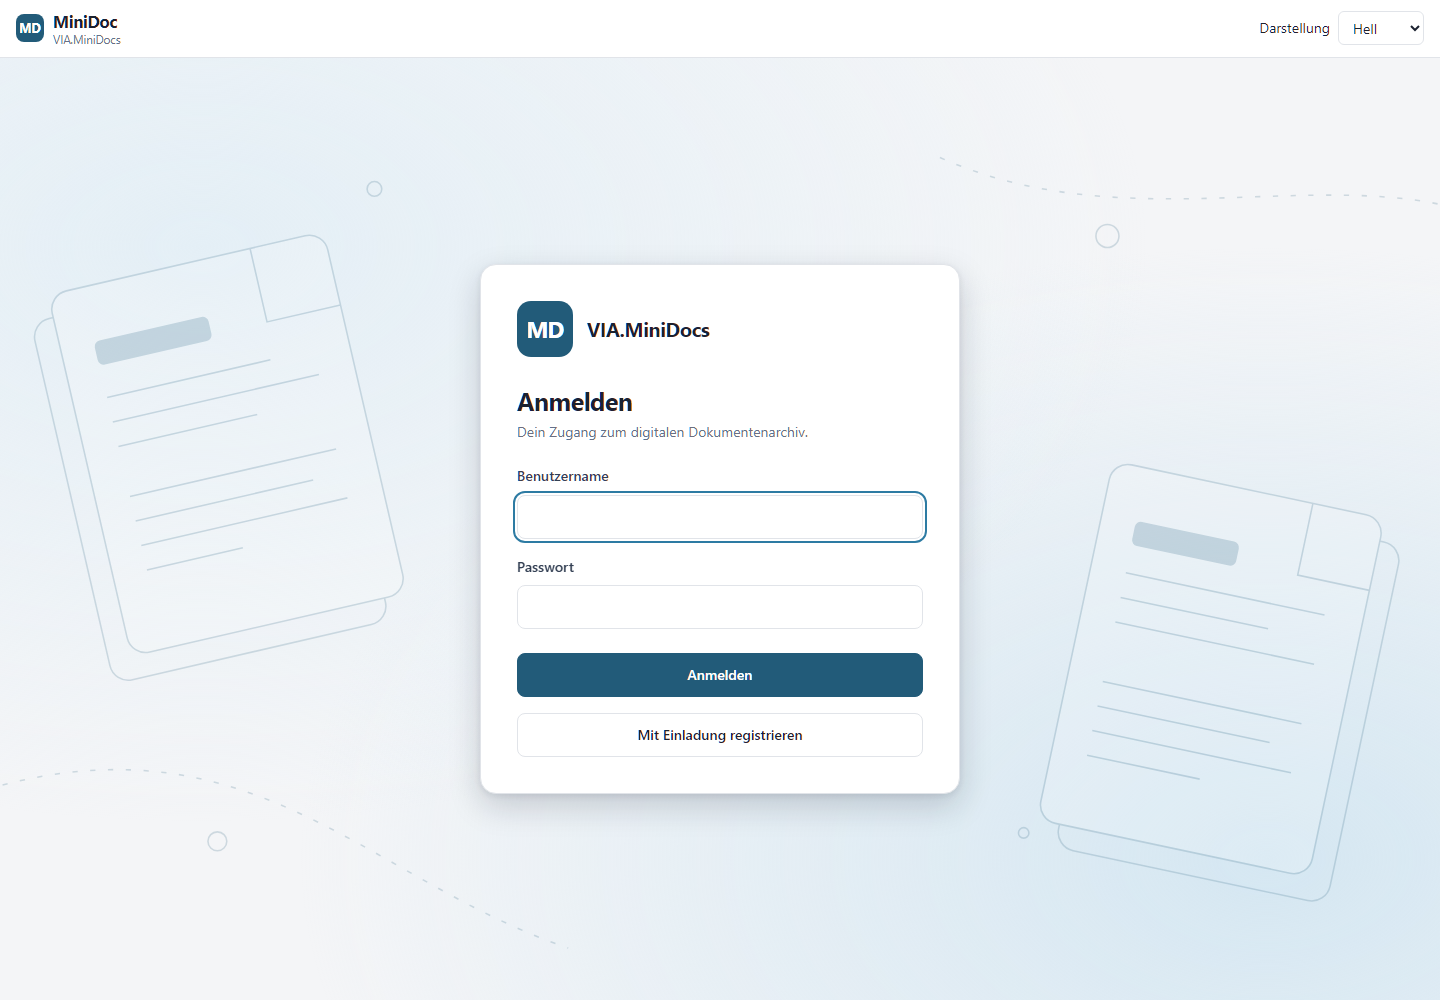 MD
MiniDoc
VIA.MiniDocs
Darstellung
Hell
MD
VIA.MiniDocs
Anmelden
Dein Zugang zum digitalen Dokumentenarchiv.
Benutzername
Passwort
Anmelden
Mit Einladung registrieren